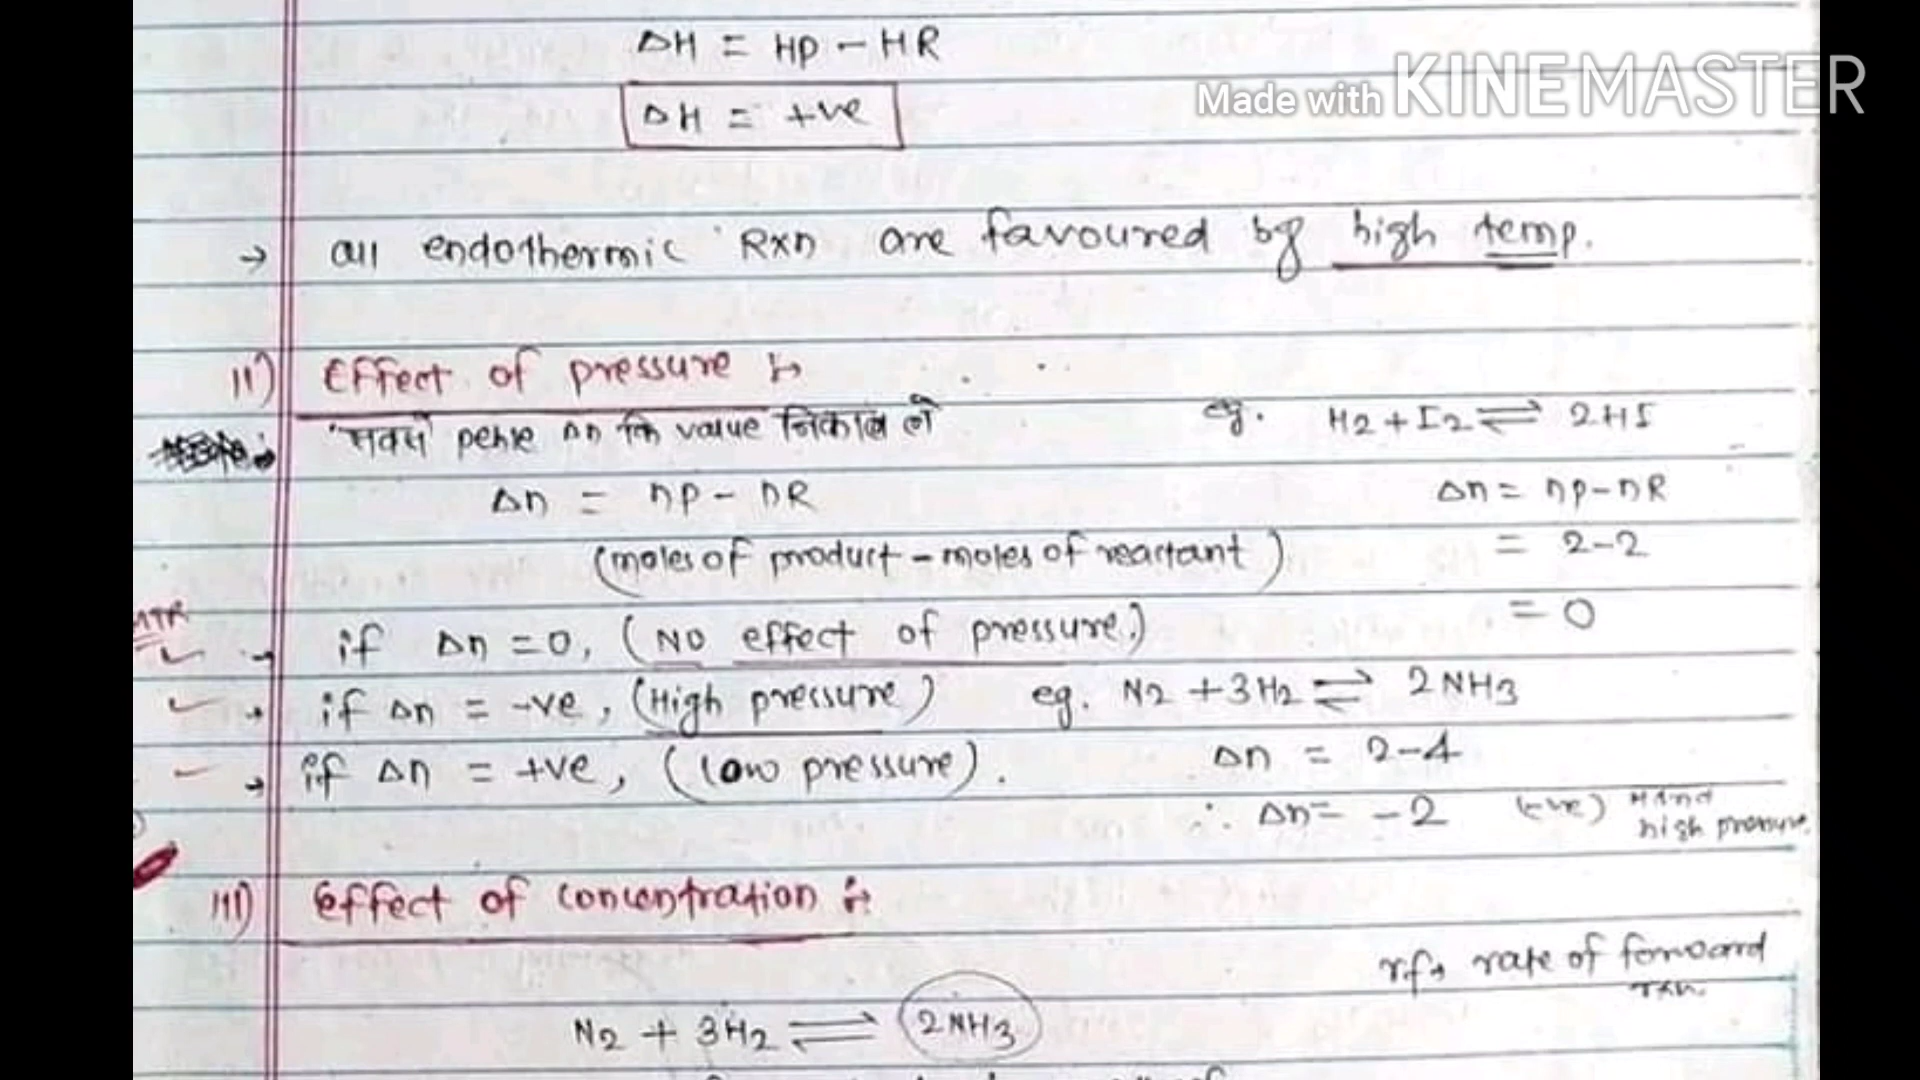 ΔH = HP - HR
Made with KINEMASTER
ΔH = +ve
→ all endothermic Rxn are favoured by high temp.
II) Effect of pressure :→
सबसे पहले Δn कि value निकाल लो eg. H2 + I2 ⇌ 2HI
Δn = nP - nR Δn = nP - nR
(moles of product - moles of reactant) = 2-2
= 0
→ if Δn = 0, (NO effect of pressure.)
→ if Δn = -ve, (High pressure) eg. N2 + 3H2 ⇌ 2NH3
→ if Δn = +ve, (low pressure). Δn = 2-4
∴ Δn = -2 (-ve) high pressure
III) Effect of concentration :→
rf → rate of forward rxn.
N2 + 3H2 ⇌ 2NH3